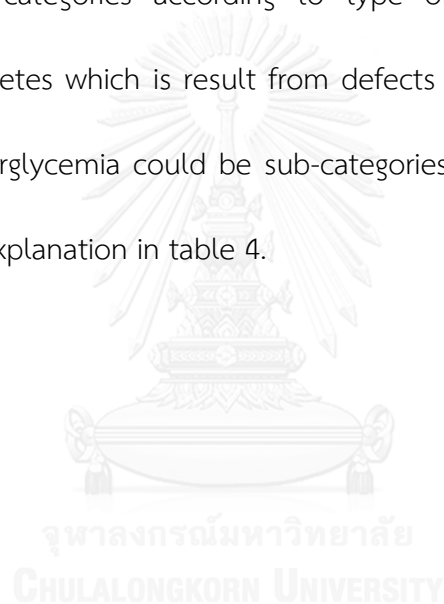 categories according to type o
etes which is result from defects
rglycemia could be sub-categories
xplanation in table 4.
จุฬาลงกรณ์มหาวิทยาลัย
CHULALONGKORN UNIVERSITY